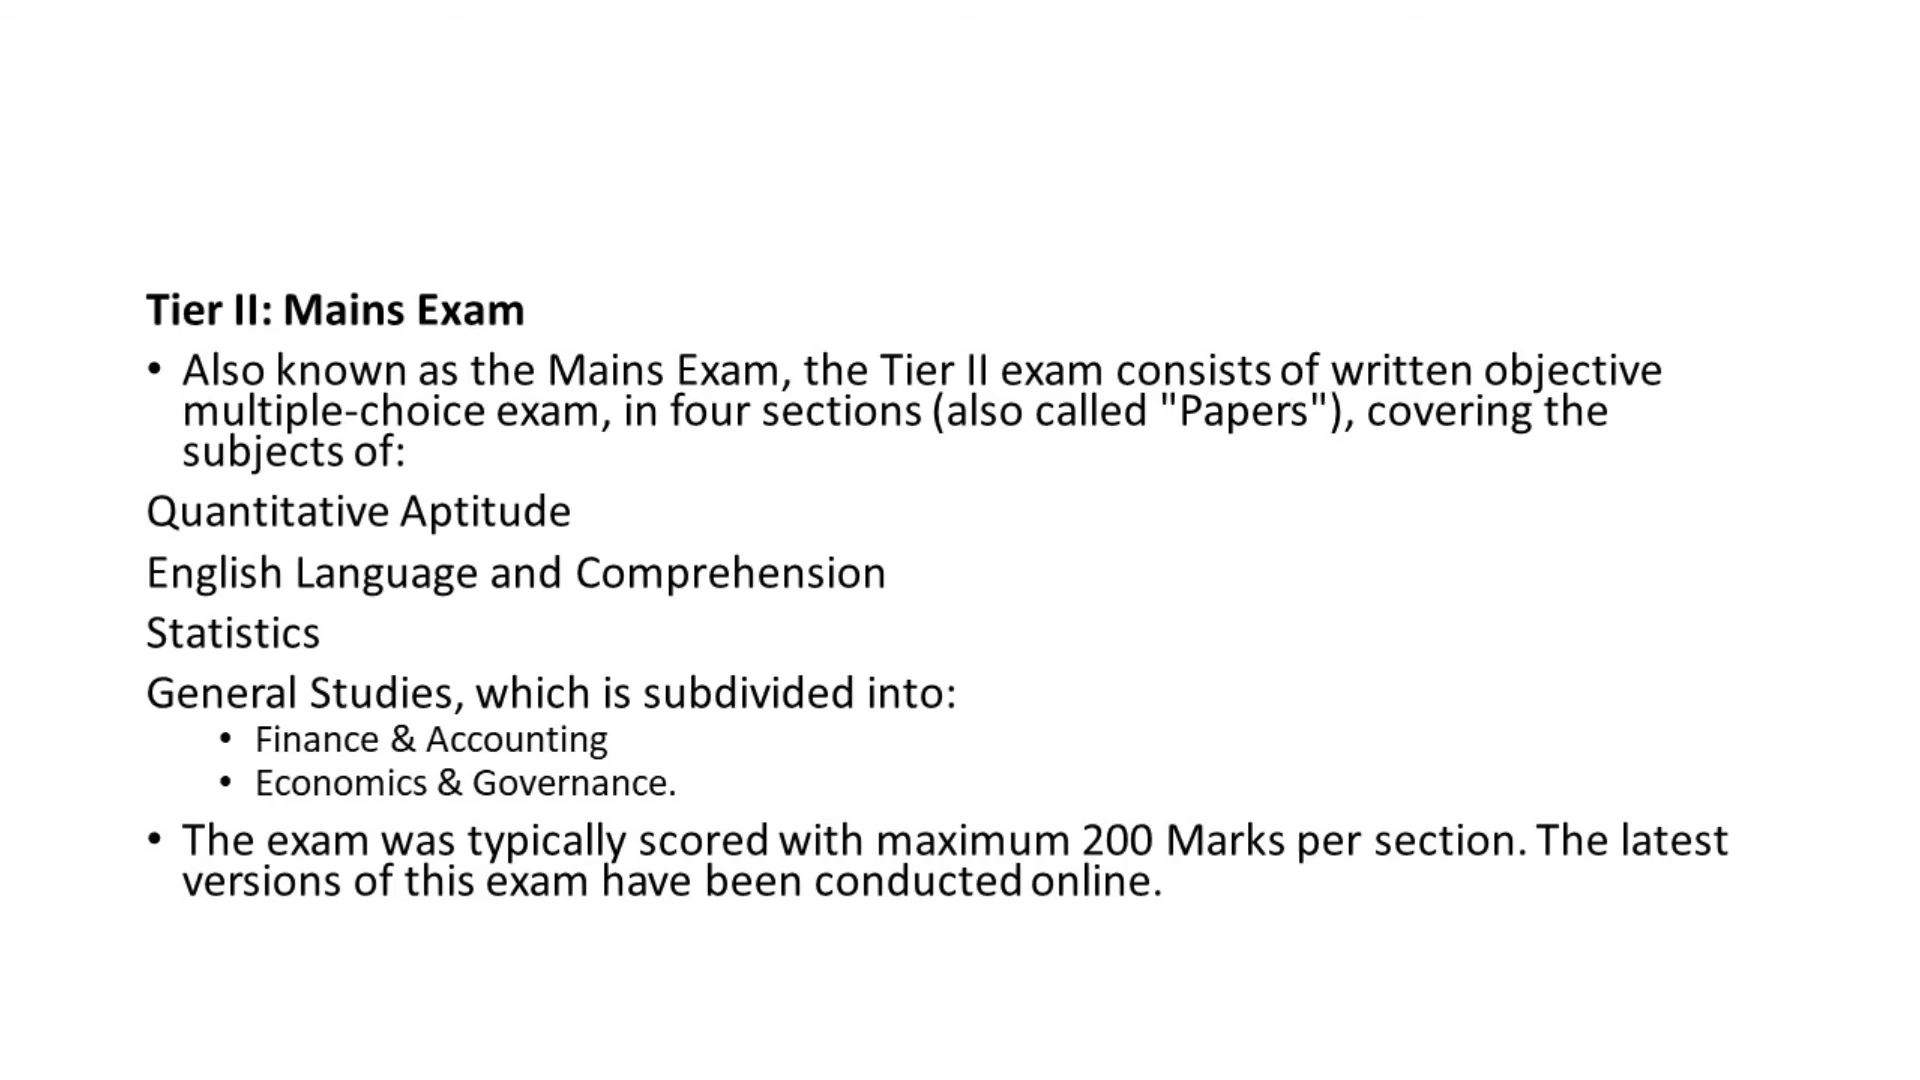 Tier II: Mains Exam
• Also known as the Mains Exam, the Tier II exam consists of written objective
multiple-choice exam, in four sections (also called "Papers"), covering the
subjects of:
Quantitative Aptitude
English Language and Comprehension
Statistics
General Studies, which is subdivided into:
• Finance & Accounting
• Economics & Governance.
• The exam was typically scored with maximum 200 Marks per section. The latest
versions of this exam have been conducted online.